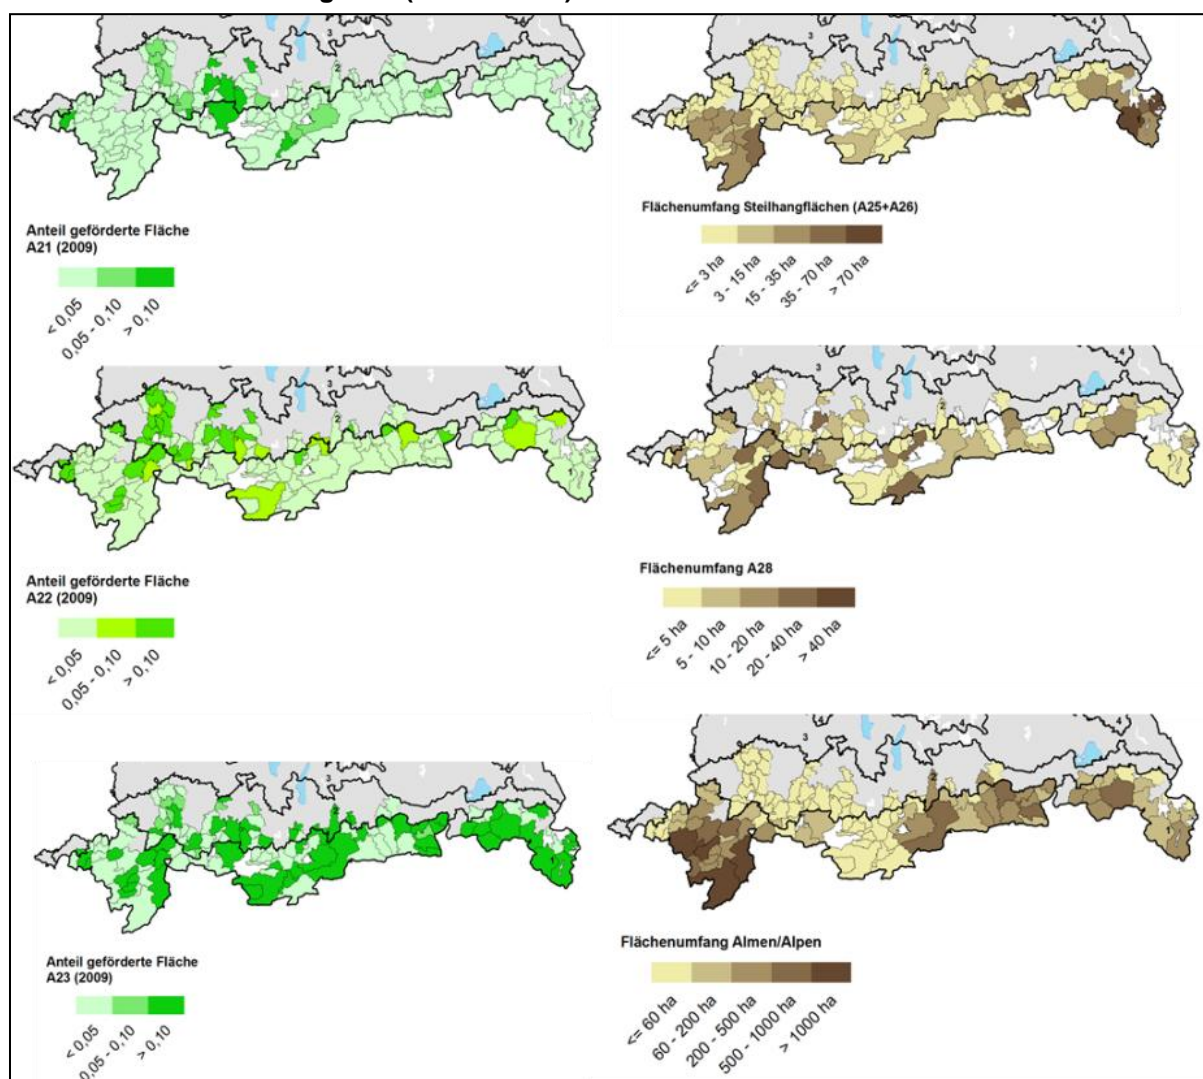 Anteil geförderte Fläche
A21 (2009)
< 0,05
0,05 - 0,10
> 0,10
Flächenumfang Steilhangflächen (A25+A26)
<= 3 ha
3 - 15 ha
15 - 35 ha
35 - 70 ha
> 70 ha
Anteil geförderte Fläche
A22 (2009)
< 0,05
0,05 - 0,10
> 0,10
Flächenumfang A28
<= 5 ha
5 - 10 ha
10 - 20 ha
20 - 40 ha
> 40 ha
Anteil geförderte Fläche
A23 (2009)
< 0,05
0,05 - 0,10
> 0,10
Flächenumfang Almen/Alpen
<= 60 ha
60 - 200 ha
200 - 500 ha
500 - 1000 ha
> 1000 ha